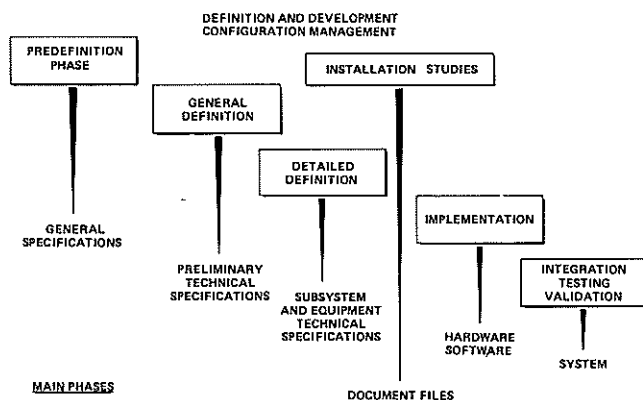 DEFINITION AND DEVELOPMENT
CONFIGURATION MANAGEMENT
PREDEFINITION
PHASE
INSTALLATION STUDIES
GENERAL
DEFINITION
DETAILED
DEFINITION
IMPLEMENTATION
GENERAL
SPECIFICATIONS
INTEGRATION
TESTING
VALIDATION
PRELIMINARY
TECHNICAL
SPECIFICATIONS
SUBSYSTEM
AND EQUIPMENT
TECHNICAL
SPECIFICATIONS
HARDWARE
SOFTWARE
SYSTEM
MAIN PHASES
DOCUMENT FILES